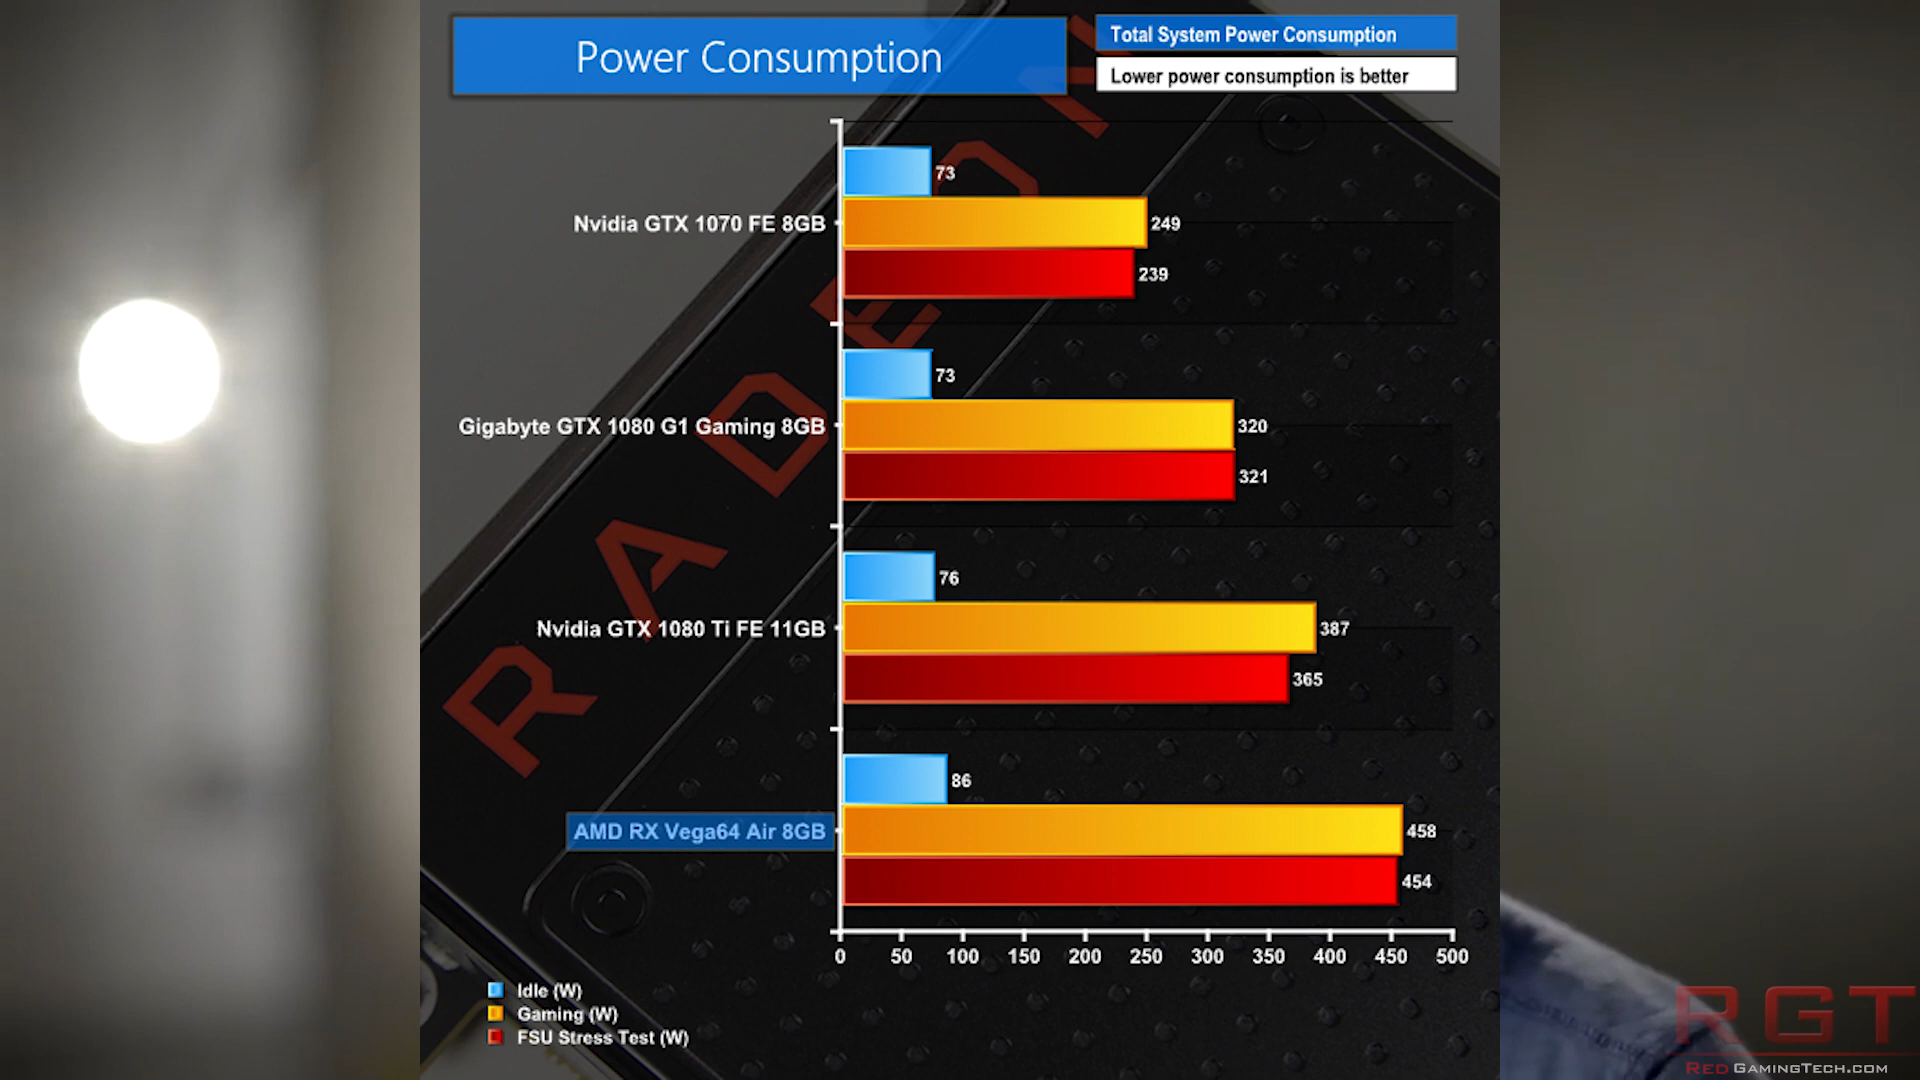 Power Consumption
Total System Power Consumption
Lower power consumption is better
73
Nvidia GTX 1070 FE 8GB
249
239
73
Gigabyte GTX 1080 G1 Gaming 8GB
320
321
76
Nvidia GTX 1080 Ti FE 11GB
387
365
86
AMD RX Vega64 Air 8GB
458
454
0 50 100 150 200 250 300 350 400 450 500
Idle (W)
Gaming (W)
FSU Stress Test (W)
RADEON
RGT
REDGAMINGTECH.COM